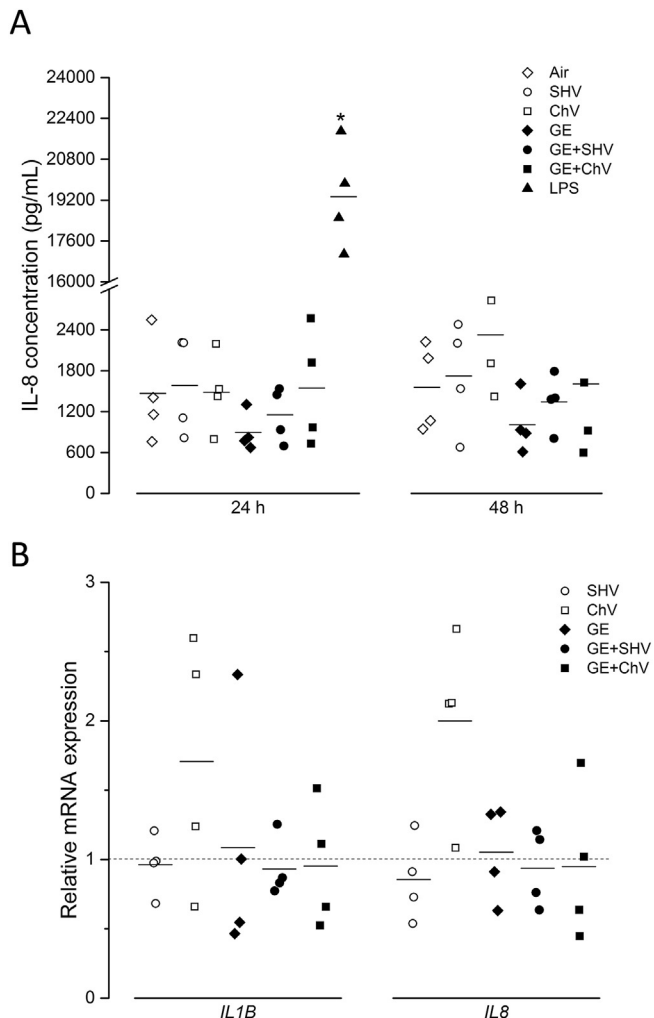 A
24000
22400
20800
19200
17600
16000
2400
1800
1200
600
0
IL-8 concentration (pg/mL)
*
Air
SHV
ChV
GE
GE+SHV
GE+ChV
LPS
24 h
48 h
B
3
2
1
0
Relative mRNA expression
SHV
ChV
GE
GE+SHV
GE+ChV
IL1B
IL8